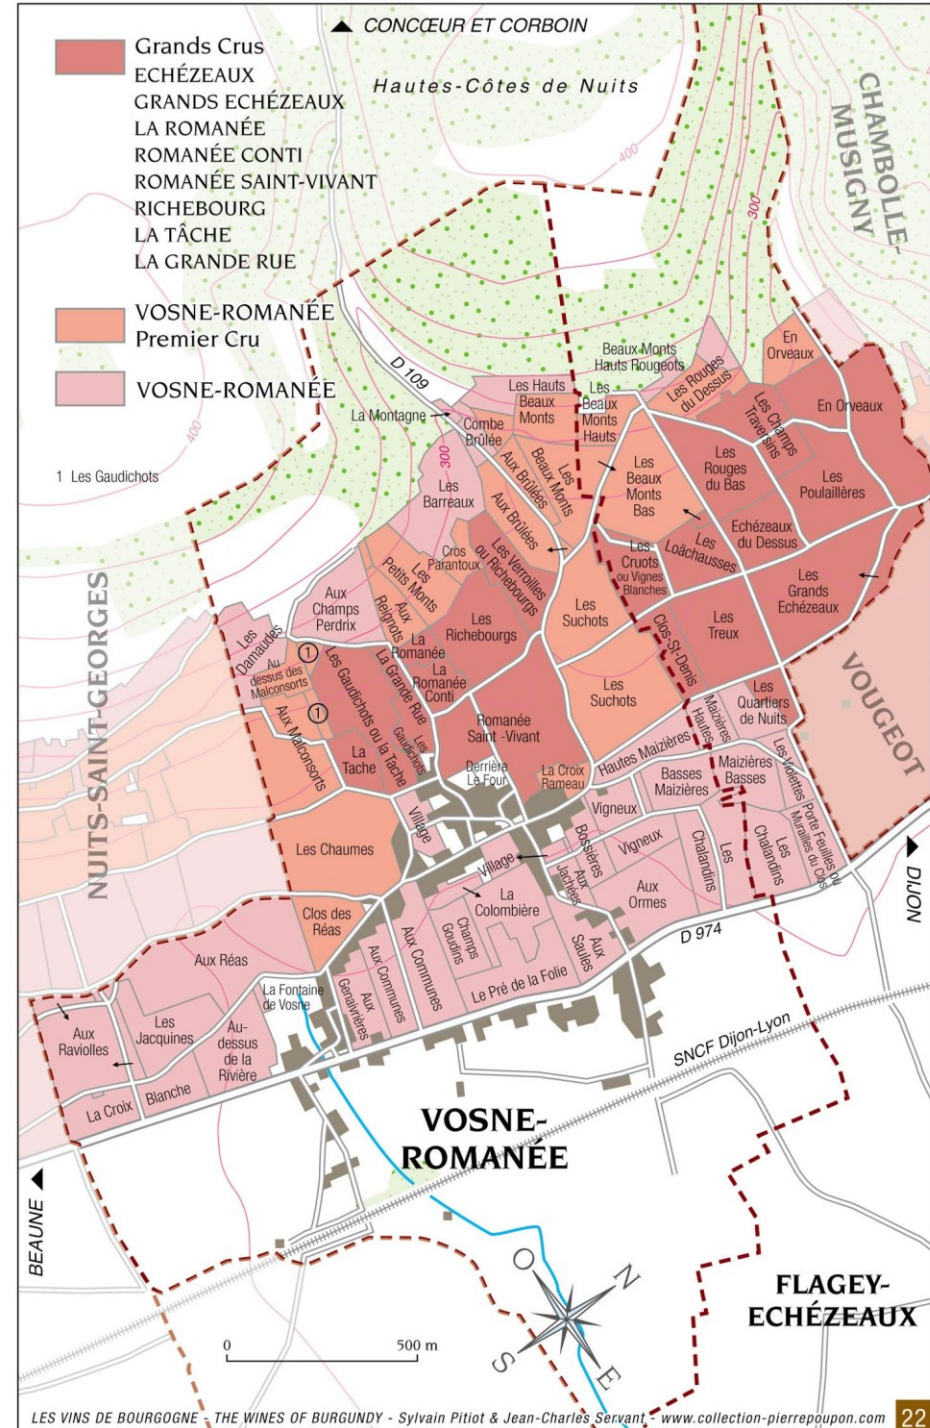 CONCŒUR ET CORBOIN
Hautes-Côtes de Nuits
Grands Crus
ECHÉZEAUX
GRANDS ECHÉZEAUX
LA ROMANÉE
ROMANÉE CONTI
ROMANÉE SAINT-VIVANT
RICHEBOURG
LA TÂCHE
LA GRANDE RUE
VOSNE-ROMANÉE
Premier Cru
VOSNE-ROMANÉE
1 Les Gaudichots
CHAMBOLLE-
MUSIGNY
400
400
400
300
300
D 109
La Montagne
Les Hauts
Beaux
Monts
Les
Beaux
Monts
Hauts
Beaux Monts
Hauts Rougeots
Les Rouges
du Dessus
En
Orveaux
En Orveaux
Les Champs
Traversins
Les
Rouges
du Bas
Les
Poulaillères
Combe
Brûlée
Aux Brûlées
Les
Beaux Monts
Aux Brûlées
Les
Beaux
Monts
Bas
Les
Barreaux
Cros
Parantoux
Les Verroilles
ou Richebourgs
Les
Cruots
ou Vignes
Blanches
Les
Loächausses
Echézeaux
du Dessus
Les
Grands
Echézeaux
Les
Petits Monts
Aux
Reignots
Aux
Champs
Perdrix
Les
Richebourgs
Les
Suchots
Les
Treux
Clos-St-Denis
Les
Damaudes
Au
dessus des
Malconsorts
1
1
Les Gaudichots ou la Tache
La
Romanée
La Grande Rue
La
Romanée
Conti
Les
Gaudichots
La
Tache
Aux Malconsorts
Romanée
Saint -Vivant
Les
Suchots
Les
Quartiers
de Nuits
Maizières
Hautes
Hautes Maizières
Derrière
Le Four
La Croix
Rameau
Basses
Maizières
Maizières
Basses
Les Violettes
Porte Feuilles ou
Murailles du Clos
VOUGEOT
NUITS-SAINT-GEORGES
Les Chaumes
Village
Village
Vigneux
Vigneux
Bossières
Aux
Jachées
Les
Chalandins
Les
Chalandins
La
Colombière
Aux
Ormes
Clos des
Réas
Aux Réas
Aux Communes
Aux Communes
Champs
Goudins
Aux
Saules
Le Pré de la Folie
D 974
DIJON
La Fontaine
de Vosne
Aux
Genaivrières
Aux
Raviolles
Les
Jacquines
Au-
dessus
de la
Rivière
La Croix
Blanche
SNCF Dijon-Lyon
VOSNE-
ROMANÉE
BEAUNE
FLAGEY-
ECHÉZEAUX
O
N
S
E
0
500 m
LES VINS DE BOURGOGNE - THE WINES OF BURGUNDY - Sylvain Pitiot & Jean-Charles Servant - www.collection-pierrepoupon.com
22